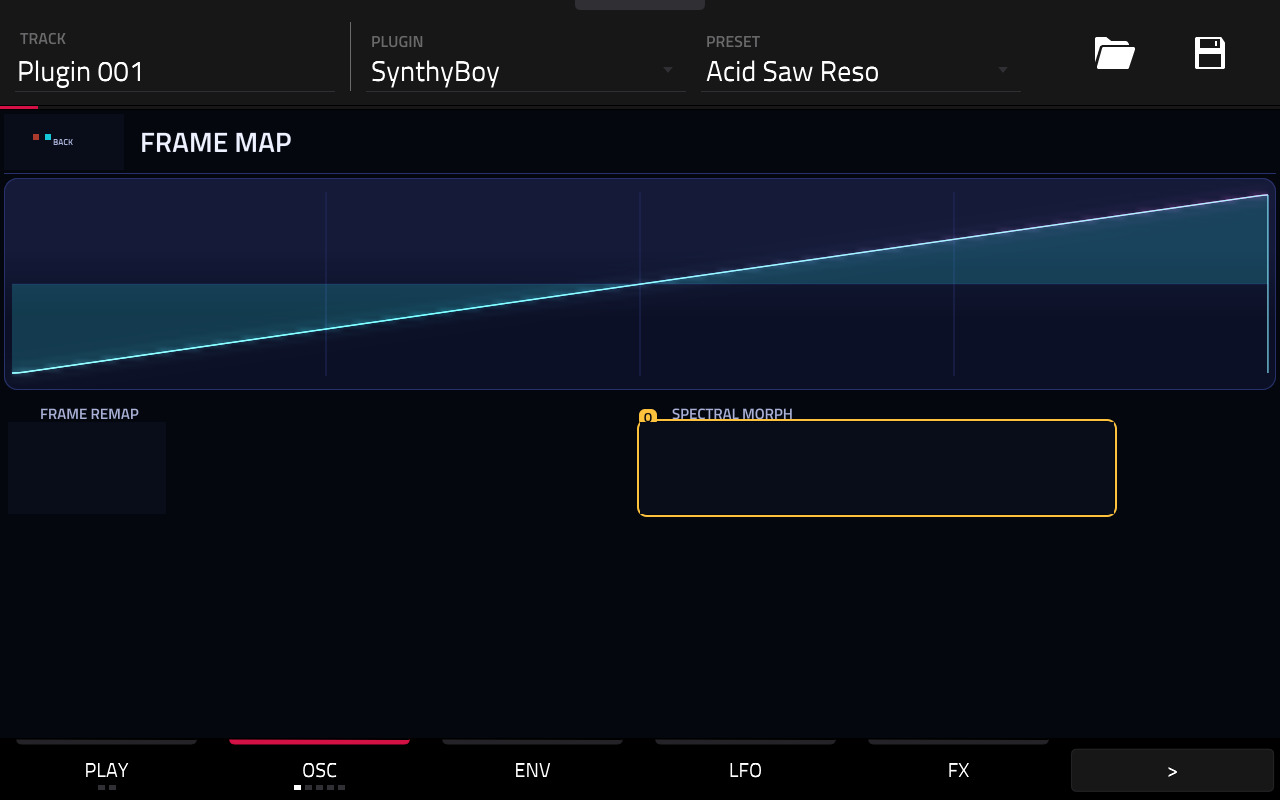 TRACK
Plugin 001
PLUGIN
SynthyBoy
PRESET
Acid Saw Reso
BACK
FRAME MAP
FRAME REMAP
Q
SPECTRAL MORPH
PLAY
OSC
ENV
LFO
FX
>